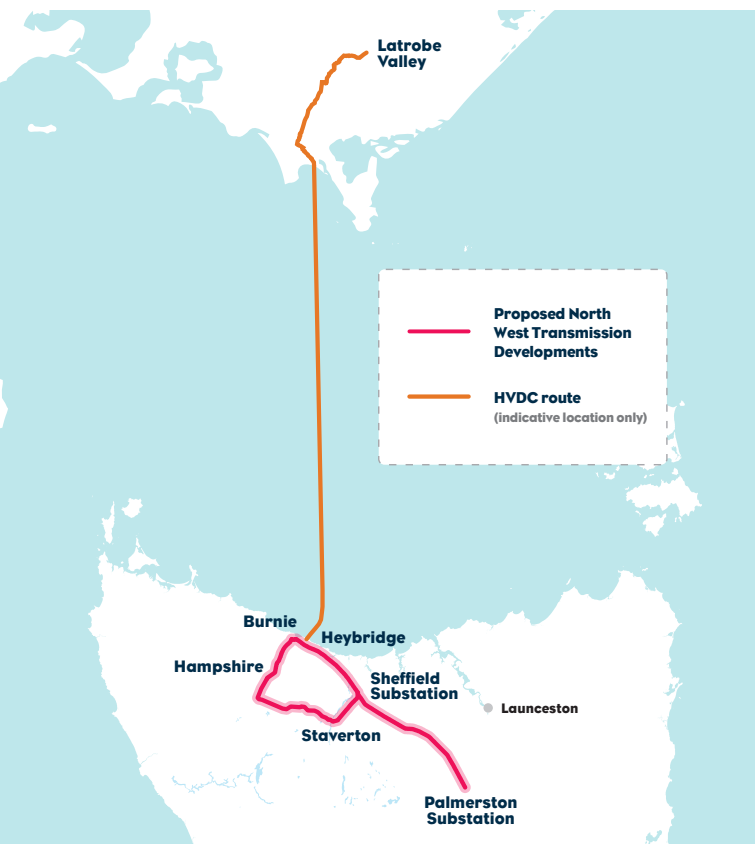 Latrobe
Valley
Proposed North
West Transmission
Developments
HVDC route
(indicative location only)
Burnie
Heybridge
Hampshire
Sheffield
Substation
Launceston
Staverton
Palmerston
Substation